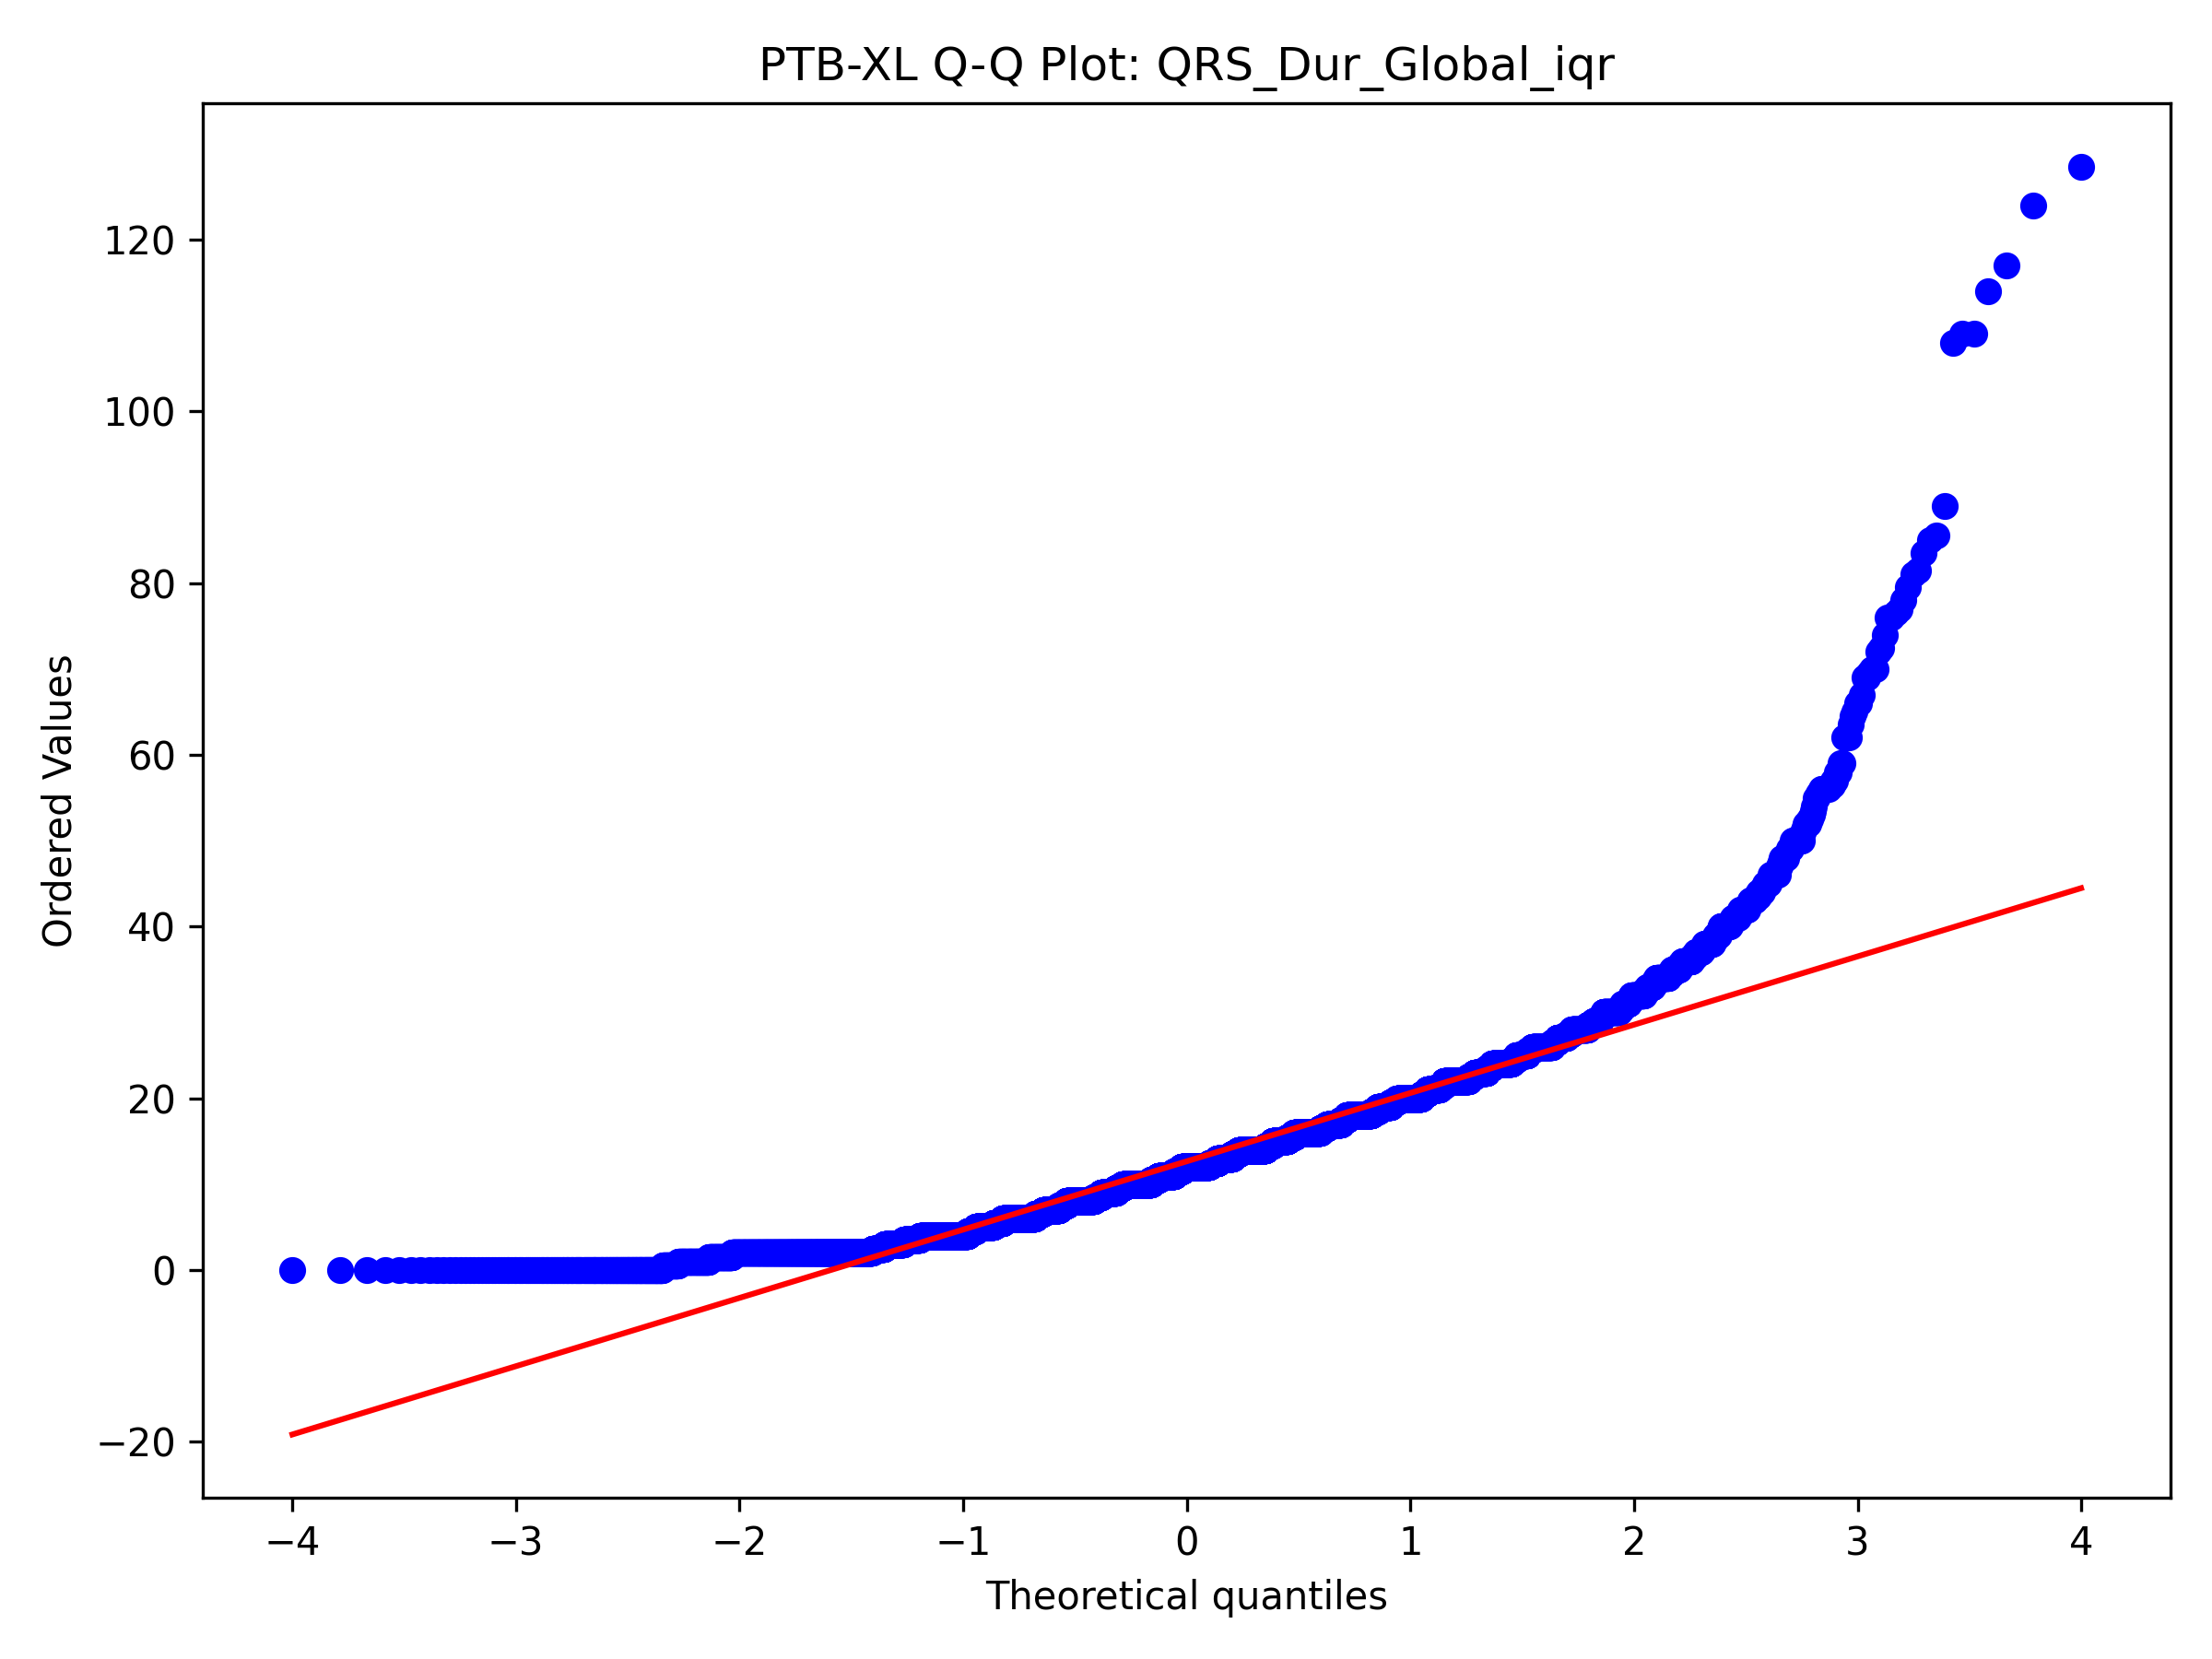 PTB-XL Q-Q Plot: QRS_Dur_Global_iqr
120
100
80
60
40
20
0
−20
Ordered Values
−4 −3 −2 −1 0 1 2 3 4
Theoretical quantiles